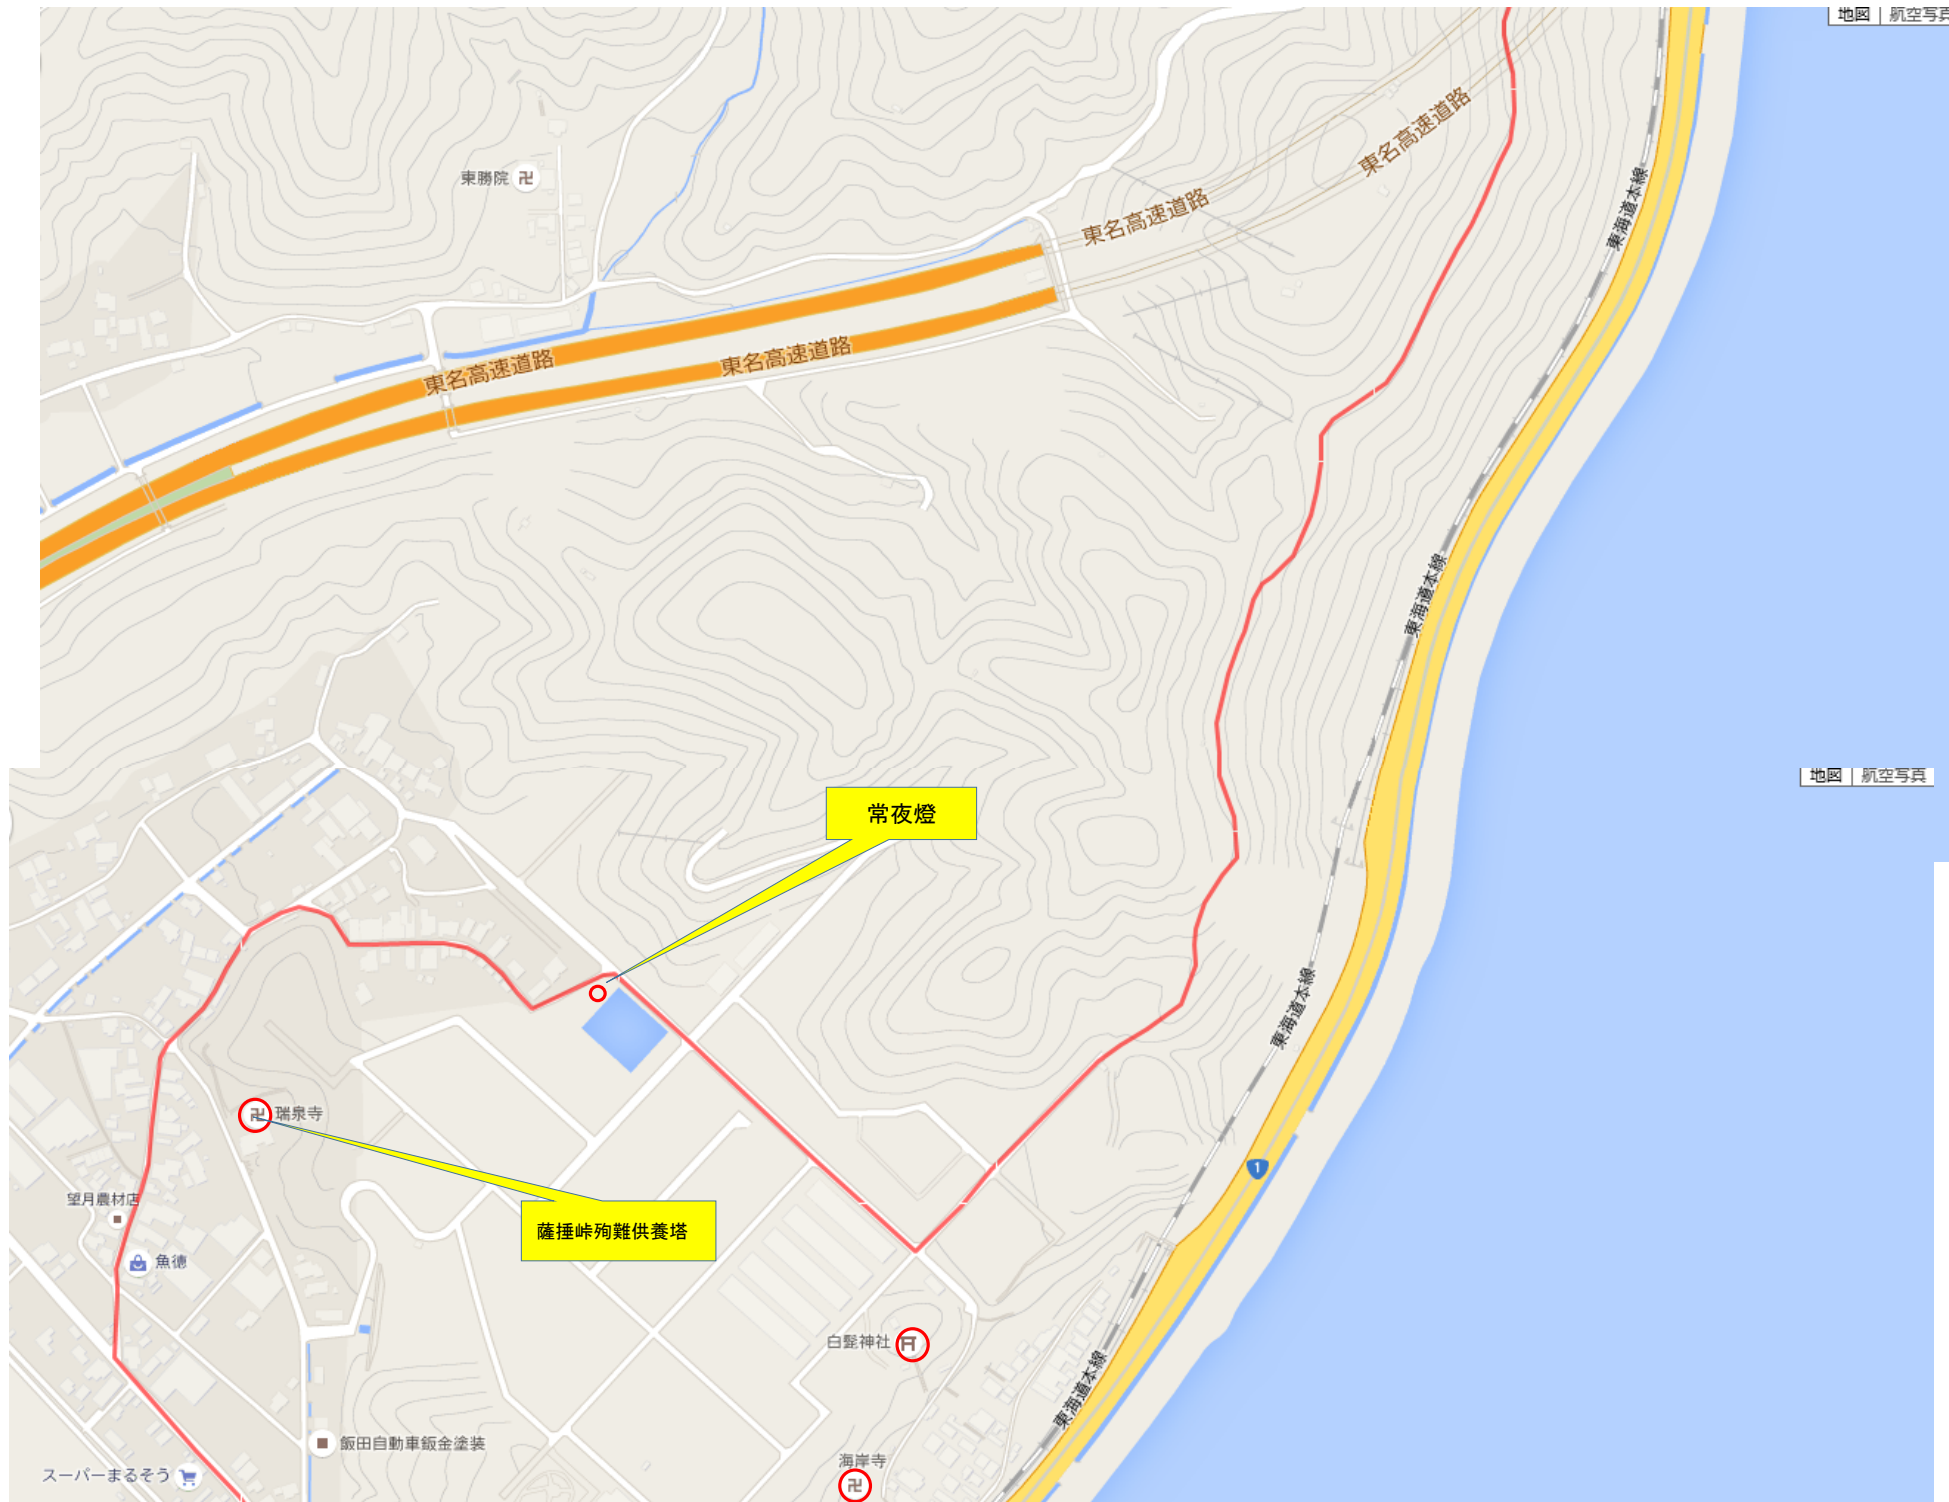 地図 航空写真
東名高速道路
東海道本線
東勝院
東名高速道路
東名高速道路
東名高速道路
東海道本線
地図 航空写真
常夜燈
東海道本線
瑞泉寺
1
望月農材店
薩埵峠殉難供養塔
魚徳
白髭神社
東海道本線
飯田自動車鈑金塗装
海岸寺
スーパーまるそう